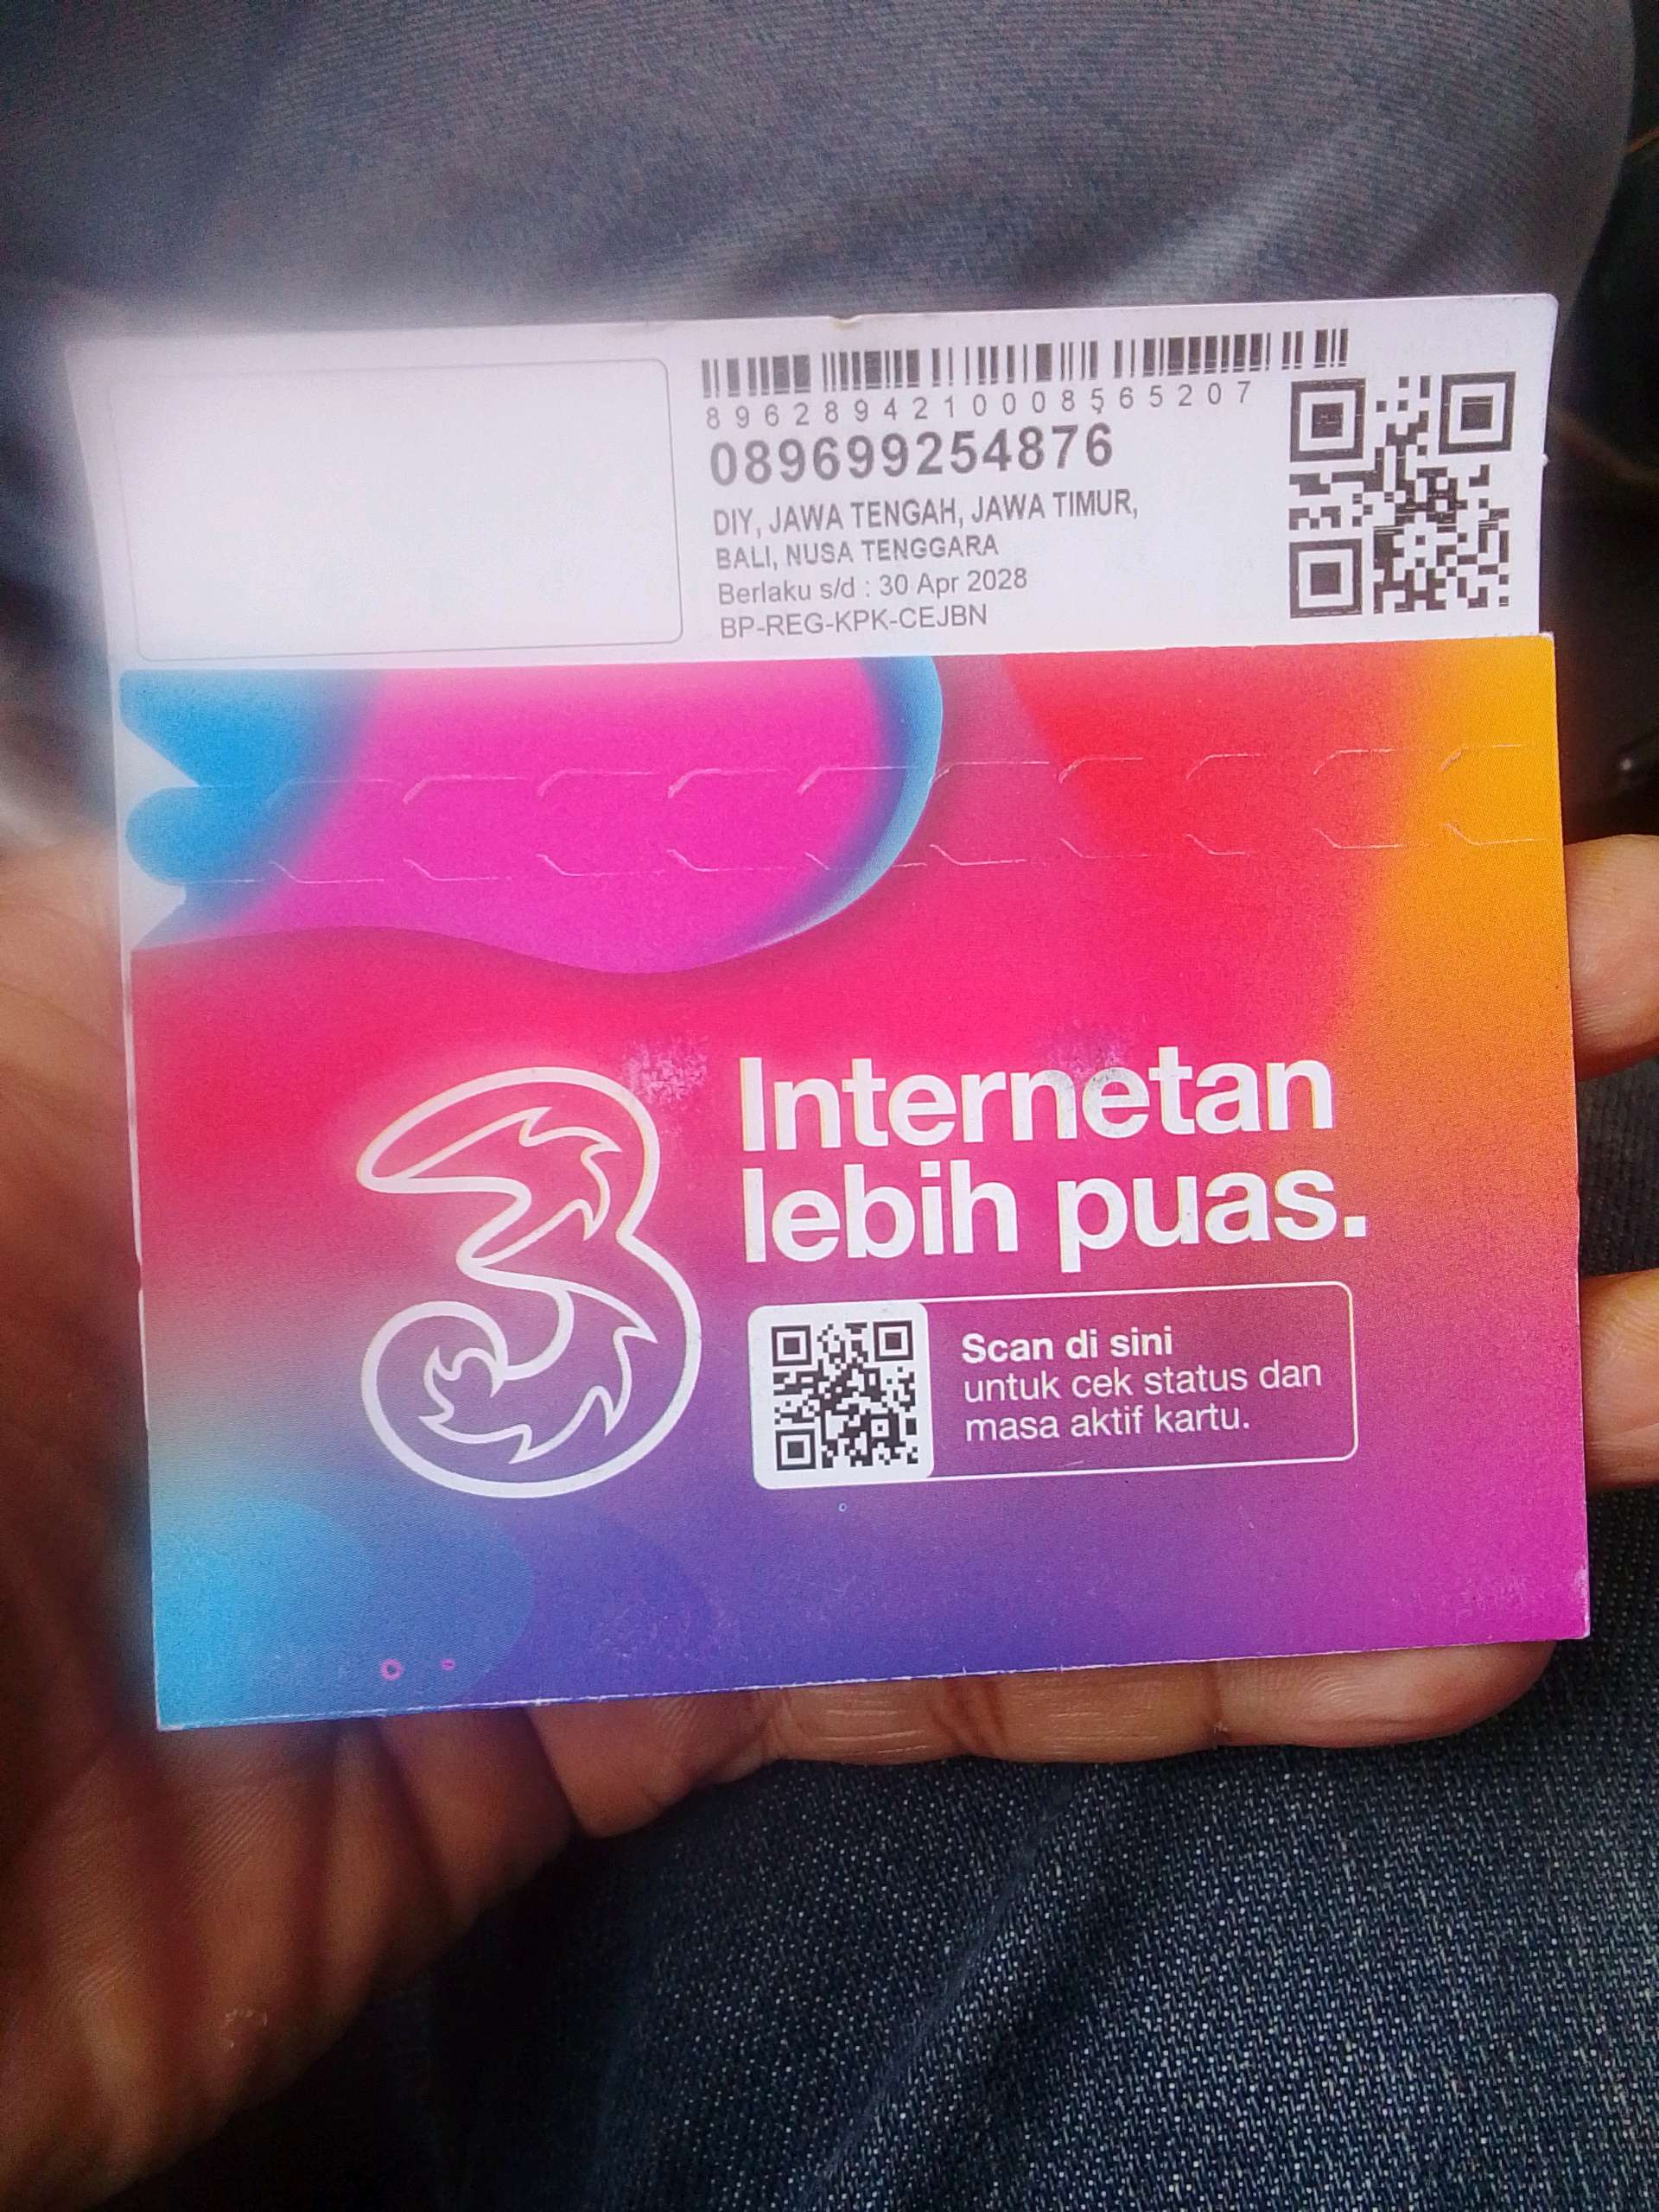 8962894210008565207
089699254876
DIY, JAWA TENGAH, JAWA TIMUR,
BALI, NUSA TENGGARA
Berlaku s/d : 30 Apr 2028
BP-REG-KPK-CEJBN
3
Internetan
lebih puas.
Scan di sini
untuk cek status dan
masa aktif kartu.